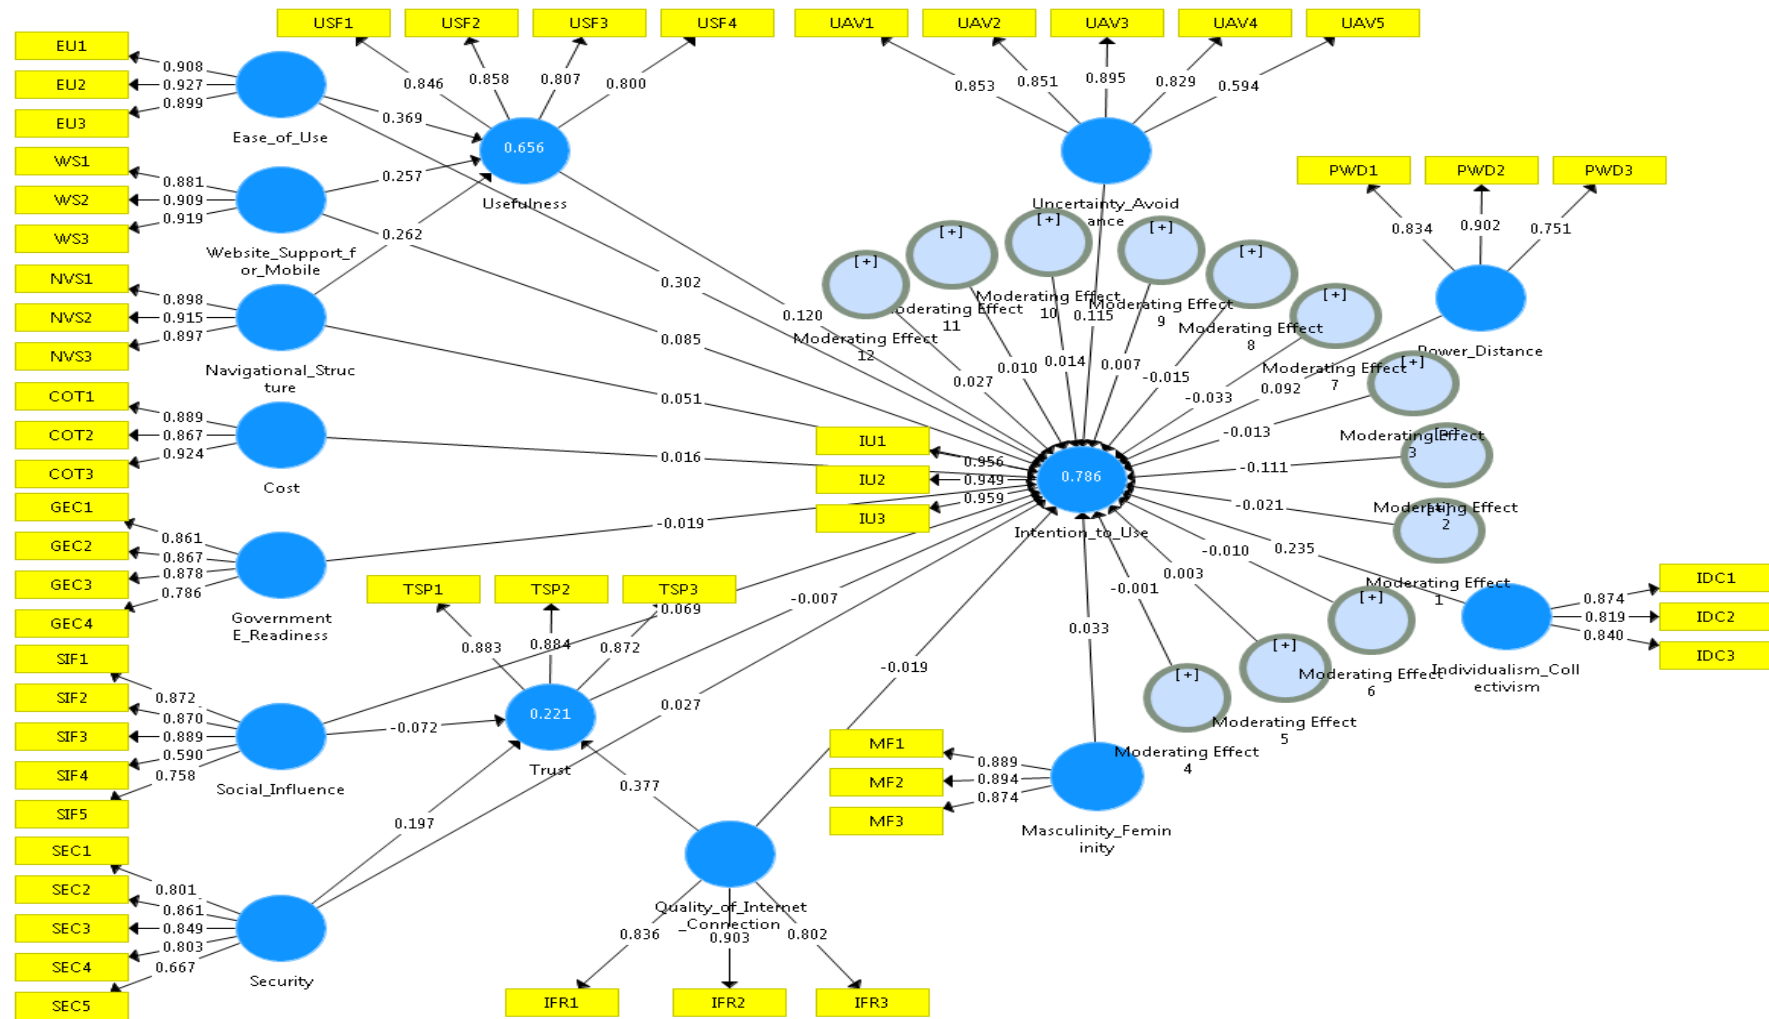 USF1
USF2
USF3
USF4
UAV1
UAV2
UAV3
UAV4
UAV5
EU1
EU2
EU3
0.908
0.927
0.899
Ease_of_Use
0.846
0.858
0.807
0.800
0.853
0.851
0.895
0.829
0.594
0.369
0.656
Usefulness
WS1
WS2
WS3
0.881
0.909
0.919
0.257
Website_Support_f
or_Mobile
Uncertainty_Avoid
ance
PWD1
PWD2
PWD3
0.834
0.902
0.751
Power_Distance
NVS1
NVS2
NVS3
0.898
0.915
0.897
0.262
Navigational_Struc
ture
0.302
0.120
0.085
0.051
[+]
[+]
[+]
[+]
[+]
[+]
[+]
[+]
[+]
Moderating Effect
12
Moderating Effect
11
Moderating Effect
10
Moderating Effect
9
Moderating Effect
8
Moderating Effect
7
Moderating Effect
3
Moderating Effect
2
Moderating Effect
1
0.027
0.010
0.014
0.115
0.007
-0.015
-0.033
0.092
-0.013
-0.111
-0.021
COT1
COT2
COT3
0.889
0.867
0.924
Cost
0.016
IU1
IU2
IU3
0.956
0.949
0.959
0.786
Intention_to_Use
GEC1
GEC2
GEC3
GEC4
0.861
0.867
0.878
0.786
Government
E_Readiness
-0.019
TSP1
TSP2
TSP3
0.883
0.884
0.872
0.069
-0.007
-0.010
0.235
0.003
-0.001
0.033
-0.019
0.027
IDC1
IDC2
IDC3
0.874
0.819
0.840
Individualism_Coll
ectivism
[+]
[+]
[+]
Moderating Effect
6
Moderating Effect
5
Moderating Effect
4
SIF1
SIF2
SIF3
SIF4
SIF5
0.872
0.870
0.889
0.590
0.758
Social_Influence
-0.072
0.221
Trust
0.377
0.197
MF1
MF2
MF3
0.889
0.894
0.874
Masculinity_Femin
inity
SEC1
SEC2
SEC3
SEC4
SEC5
0.801
0.861
0.849
0.803
0.667
Security
Quality_of_Internet
_Connection
0.836
0.903
0.802
IFR1
IFR2
IFR3